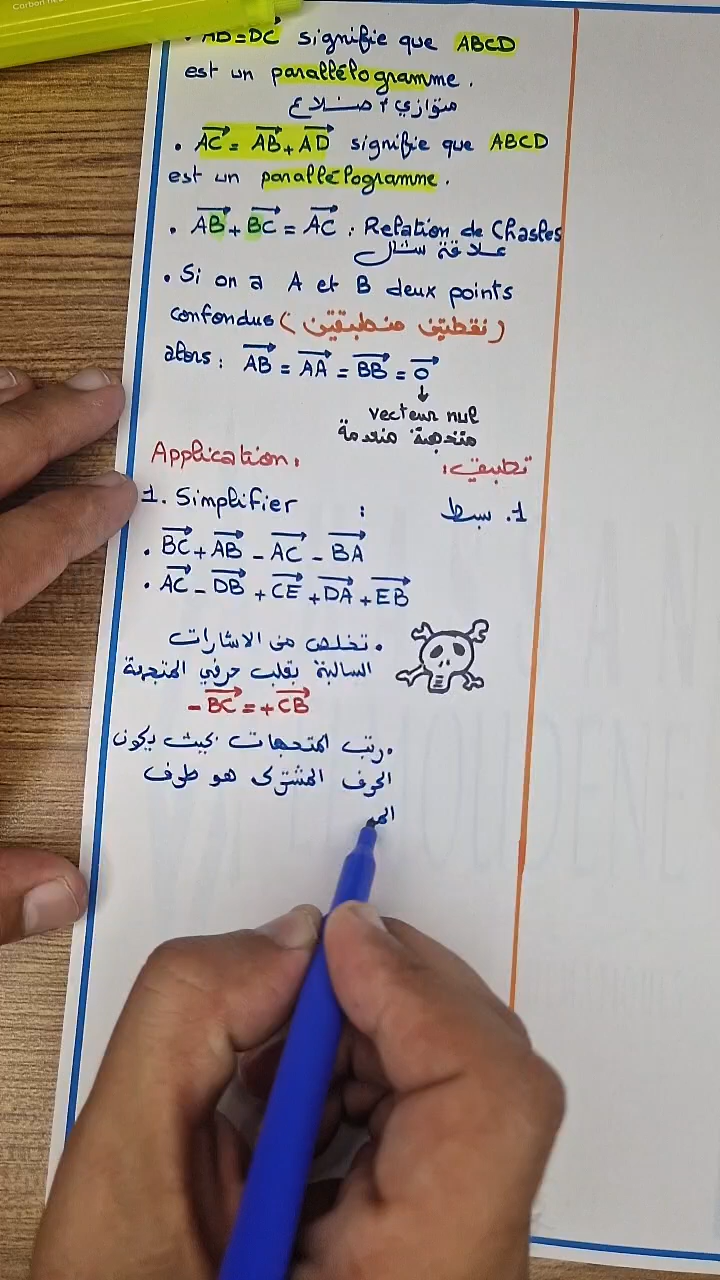 Carbon
AB = DC signifie que ABCD
est un parallélogramme.
متوازي أضلاع
• AC = AB + AD signifie que ABCD
est un parallélogramme.
• AB + BC = AC : Relation de Chasles
علاقة شال
• Si on a A et B deux points
confondus (نقطتين منطبقتين)
alors : AB = AA = BB = 0
↓
vecteur nul
متجهة منعدمة
Application : تطبيق :
1. Simplifier : 1. بسط
• BC + AB - AC - BA
• AC - DB + CE + DA + EB
• تخلص من الاشارات
السالبة بقلب حرفي المتجهة
- BC = + CB
• رتب المتجهات بحيث يكون
الحرف المشترك هو طرف